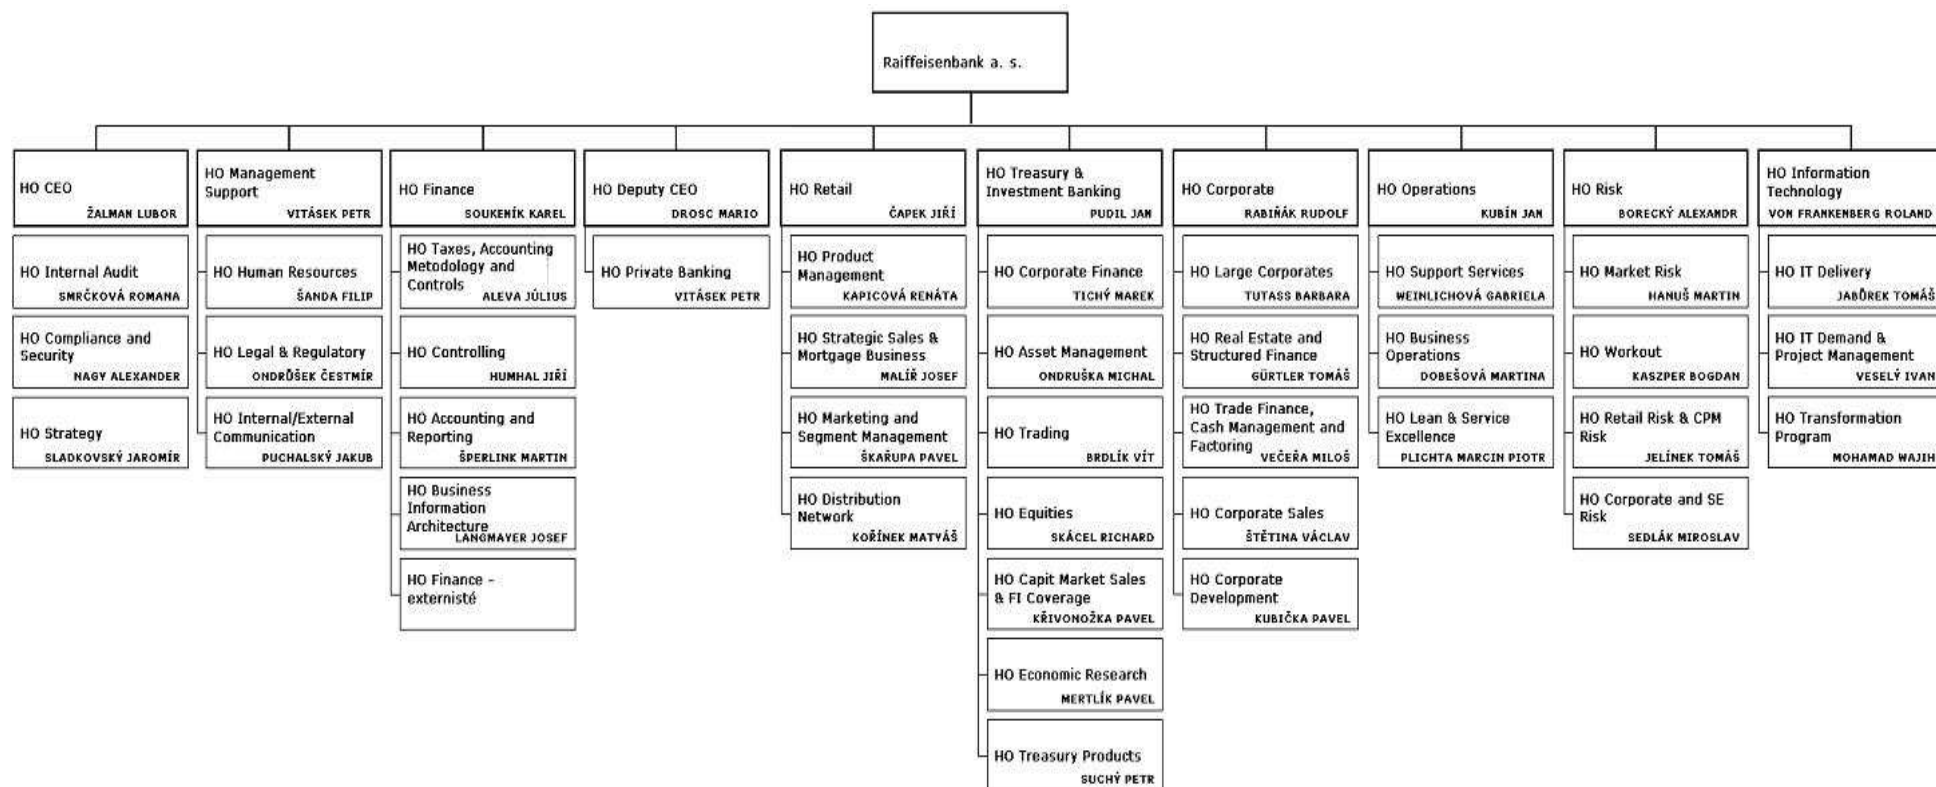 Raiffeisenbank a. s.
HO CEO
ŽALMAN LUBOR
HO Internal Audit
SMRČKOVÁ ROMANA
HO Compliance and
Security
NAGY ALEXANDER
HO Strategy
SLADKOVSKÝ JAROMÍR
HO Management
Support
VITÁSEK PETR
HO Human Resources
ŠANDA FILIP
HO Legal & Regulatory
ONDRŮŠEK ČESTMÍR
HO Internal/External
Communication
PUCHALSKÝ JAKUB
HO Finance
SOUKENÍK KAREL
HO Taxes, Accounting
Metodology and
Controls
ALEVA JÚLIUS
HO Controlling
HUMHAL JIŘÍ
HO Accounting and
Reporting
ŠPERLINK MARTIN
HO Business
Information
Architecture
LANGMAYER JOSEF
HO Finance -
externisté
HO Deputy CEO
DROSC MARIO
HO Private Banking
VITÁSEK PETR
HO Retail
ČAPEK JIŘÍ
HO Product
Management
KAPICOVÁ RENÁTA
HO Strategic Sales &
Mortgage Business
MALÍŘ JOSEF
HO Marketing and
Segment Management
ŠKAŘUPA PAVEL
HO Distribution
Network
KOŘÍNEK MATYÁŠ
HO Treasury &
Investment Banking
PUDIL JAN
HO Corporate Finance
TICHÝ MAREK
HO Asset Management
ONDRUŠKA MICHAL
HO Trading
BRDLÍK VÍT
HO Equities
SKÁCEL RICHARD
HO Capit Market Sales
& FI Coverage
KŘIVONOŽKA PAVEL
HO Economic Research
MERTLÍK PAVEL
HO Treasury Products
SUCHÝ PETR
HO Corporate
RABIŇÁK RUDOLF
HO Large Corporates
TUTASS BARBARA
HO Real Estate and
Structured Finance
GÜRTLER TOMÁŠ
HO Trade Finance,
Cash Management and
Factoring
VEČEŘA MILOŠ
HO Corporate Sales
ŠTĚTINA VÁCLAV
HO Corporate
Development
KUBIČKA PAVEL
HO Operations
KUBÍN JAN
HO Support Services
WEINLICHOVÁ GABRIELA
HO Business
Operations
DOBEŠOVÁ MARTINA
HO Lean & Service
Excellence
PLICHTA MARCIN PIOTR
HO Risk
BORECKÝ ALEXANDR
HO Market Risk
HANUŠ MARTIN
HO Workout
KASZPER BOGDAN
HO Retail Risk & CPM
Risk
JELÍNEK TOMÁŠ
HO Corporate and SE
Risk
SEDLÁK MIROSLAV
HO Information
Technology
VON FRANKENBERG ROLAND
HO IT Delivery
JABŮREK TOMÁŠ
HO IT Demand &
Project Management
VESELÝ IVAN
HO Transformation
Program
MOHAMAD WAJIH